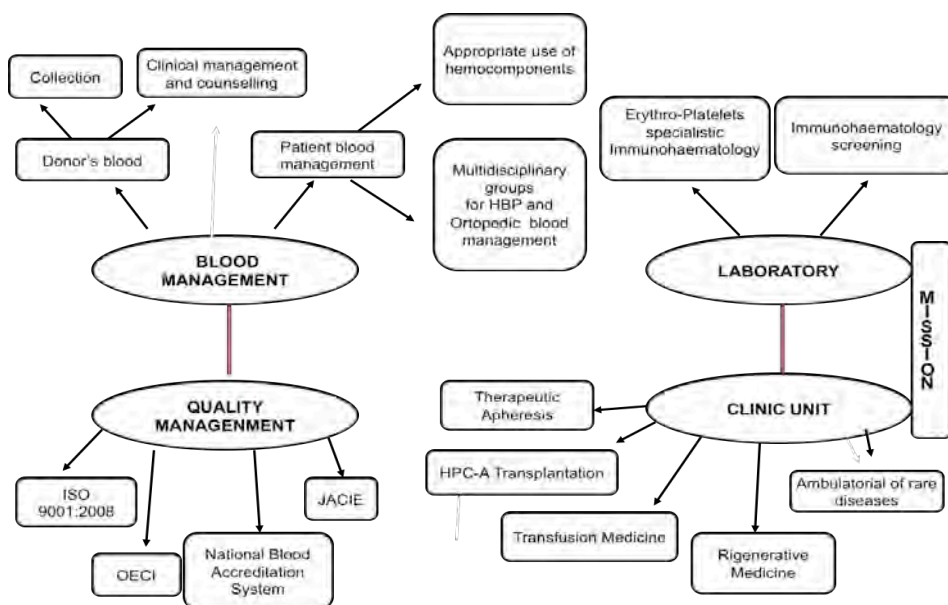 Appropriate use of
hemocomponents
Collection
Clinical management
and counselling
Donor's blood
Patient blood
management
Multidisciplinary
groups
for HBP and
Ortopedic blood
management
Erythro-Platelets
specialistic
Immunohaematology
Immunohaematology
screening
BLOOD
MANAGEMENT
LABORATORY
MISSION
QUALITY
MANAGENMENT
CLINIC UNIT
Therapeutic
Apheresis
HPC-A Transplantation
Transfusion Medicine
Rigenerative
Medicine
Ambulatorial of rare
diseases
ISO
9001:2008
OECI
National Blood
Accreditation
System
JACIE